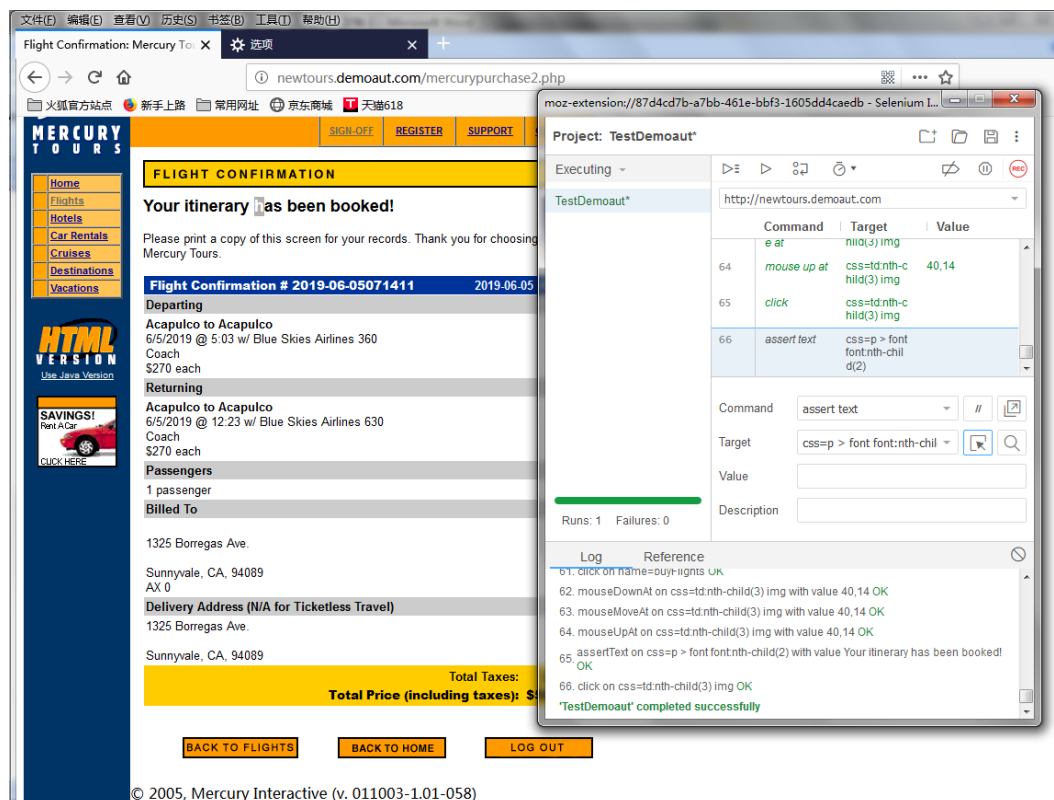 文件(F) 编辑(E) 查看(V) 历史(S) 书签(B) 工具(T) 帮助(H)
Flight Confirmation: Mercury To
选项
newtours.demoaut.com/mercurypurchase2.php
火狐官方站点 新手上路 常用网址 京东商城 天猫618
MERCURY
TOURS
SIGN-OFF REGISTER SUPPORT
Home
Flights
Hotels
Car Rentals
Cruises
Destinations
Vacations
HTML
VERSION
Use Java Version
SAVINGS!
Rent A Car
CLICK HERE
FLIGHT CONFIRMATION
Your itinerary has been booked!
Please print a copy of this screen for your records. Thank you for choosing
Mercury Tours.
Flight Confirmation # 2019-06-05071411 2019-06-05
Departing
Acapulco to Acapulco
6/5/2019 @ 5:03 w/ Blue Skies Airlines 360
Coach
$270 each
Returning
Acapulco to Acapulco
6/5/2019 @ 12:23 w/ Blue Skies Airlines 630
Coach
$270 each
Passengers
1 passenger
Billed To
1325 Borregas Ave.
Sunnyvale, CA, 94089
AX 0
Delivery Address (N/A for Ticketless Travel)
1325 Borregas Ave.
Sunnyvale, CA, 94089
Total Taxes:
Total Price (including taxes):
BACK TO FLIGHTS BACK TO HOME LOG OUT
© 2005, Mercury Interactive (v. 011003-1.01-058)
moz-extension://87d4cd7b-a7bb-461e-bbf3-1605dd4caedb - Selenium I...
Project: TestDemoaut*
Executing
REC
TestDemoaut*
http://newtours.demoaut.com
Command Target Value
e at hild(3) img
64 mouse up at css=td:nth-c 40,14
hild(3) img
65 click css=td:nth-c
hild(3) img
66 assert text css=p > font
font:nth-chil
d(2)
Command assert text //
Target css=p > font font:nth-chil
Value
Description
Runs: 1 Failures: 0
Log Reference
61. click on name=buyFlights OK
62. mouseDownAt on css=td:nth-child(3) img with value 40,14 OK
63. mouseMoveAt on css=td:nth-child(3) img with value 40,14 OK
64. mouseUpAt on css=td:nth-child(3) img with value 40,14 OK
65. assertText on css=p > font font:nth-child(2) with value Your itinerary has been booked!
OK
66. click on css=td:nth-child(3) img OK
'TestDemoaut' completed successfully